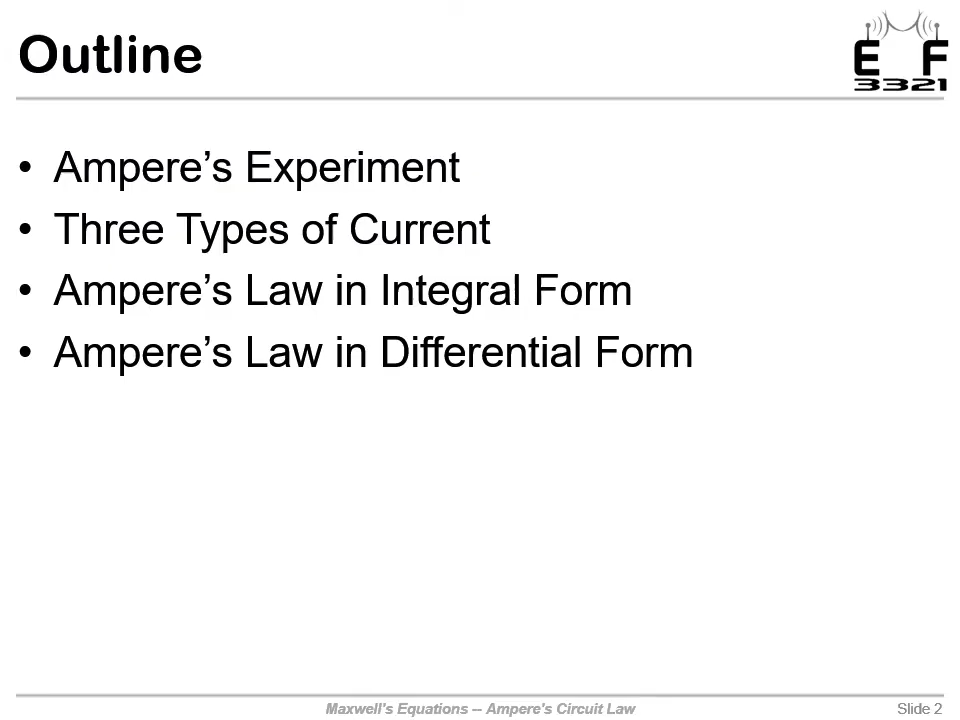 Outline
E F
3321
• Ampere’s Experiment
• Three Types of Current
• Ampere’s Law in Integral Form
• Ampere’s Law in Differential Form
Maxwell's Equations -- Ampere's Circuit Law
Slide 2